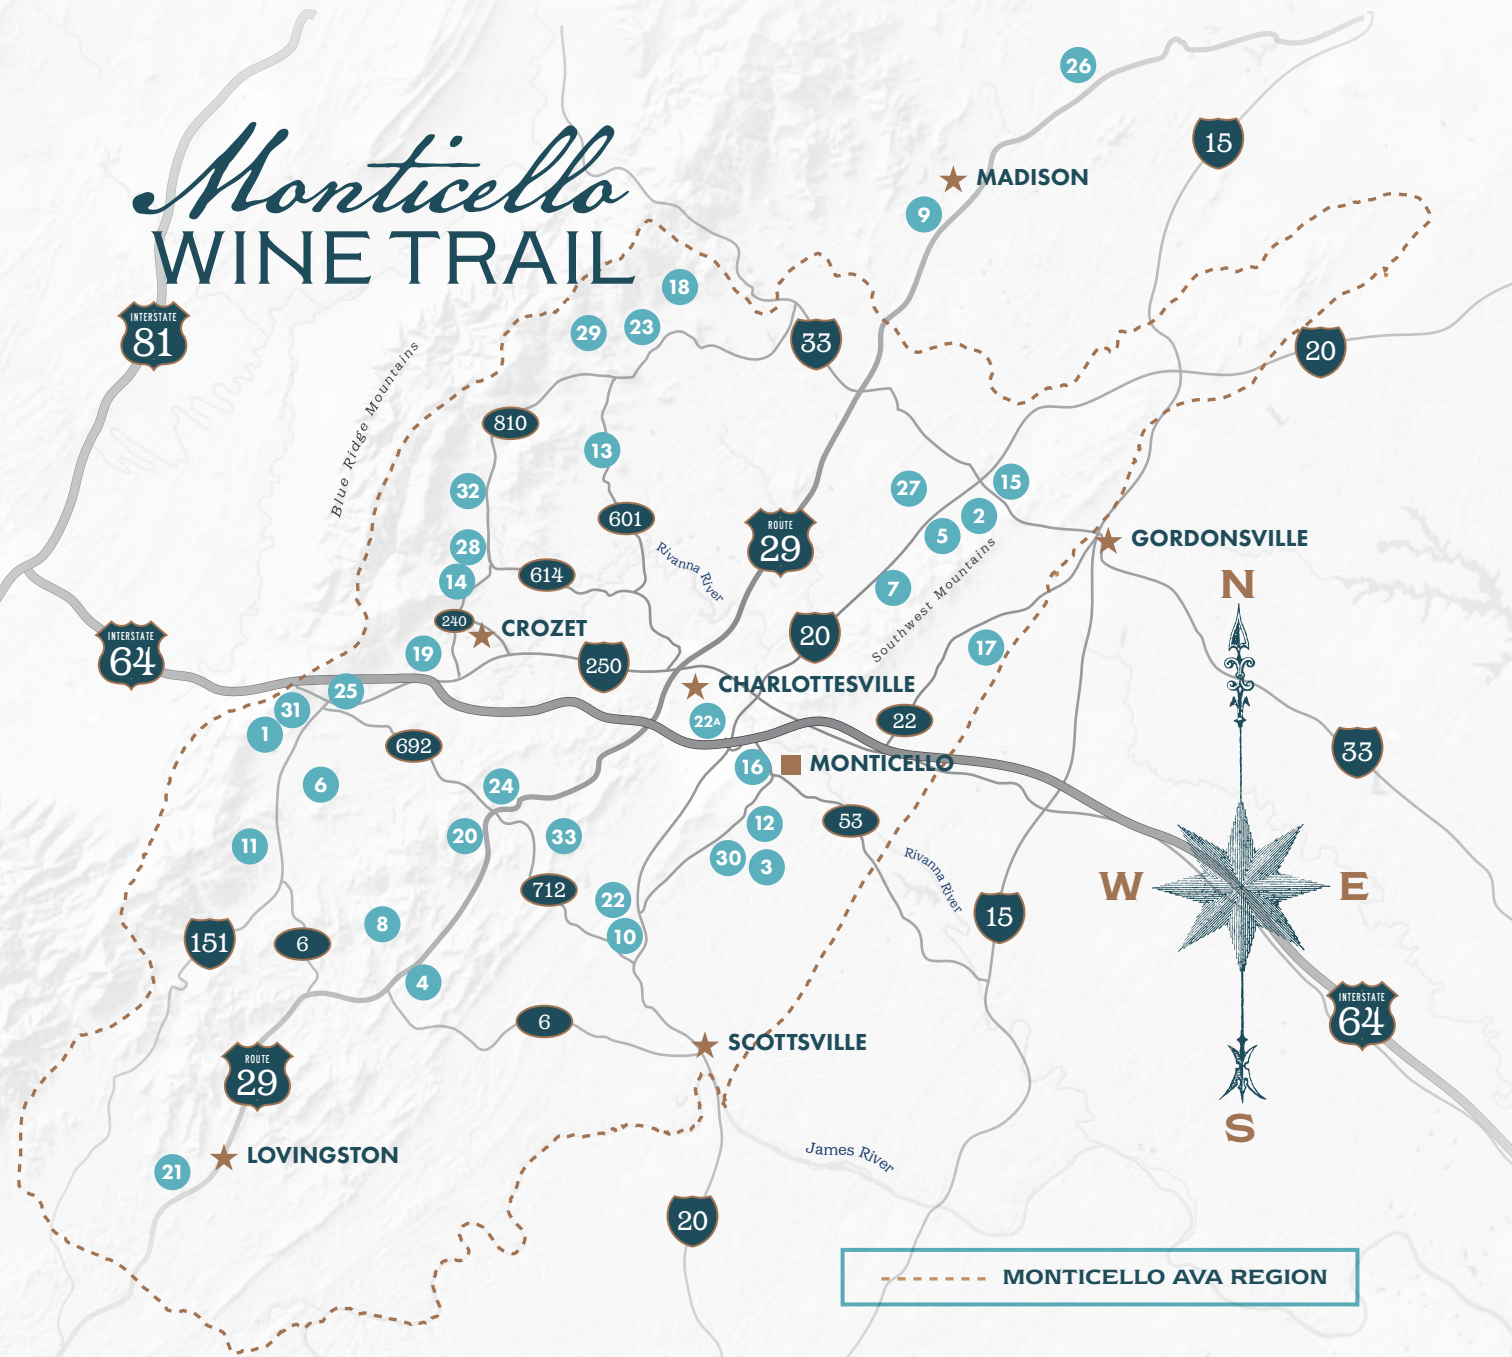 26
15
Monticello
WINE TRAIL
MADISON
9
18
29
23
INTERSTATE
81
33
20
Blue Ridge Mountains
810
13
32
601
27
15
2
5
ROUTE
29
Rivanna River
GORDONSVILLE
28
614
14
7
Southwest Mountains
N
240
CROZET
20
INTERSTATE
64
19
250
17
25
CHARLOTTESVILLE
31
22A
22
1
692
33
16
MONTICELLO
6
24
12
53
20
33
11
30
3
Rivanna River
W
E
712
22
15
8
10
151
6
4
INTERSTATE
64
6
SCOTTSVILLE
ROUTE
29
S
LOVINGSTON
James River
21
20
MONTICELLO AVA REGION